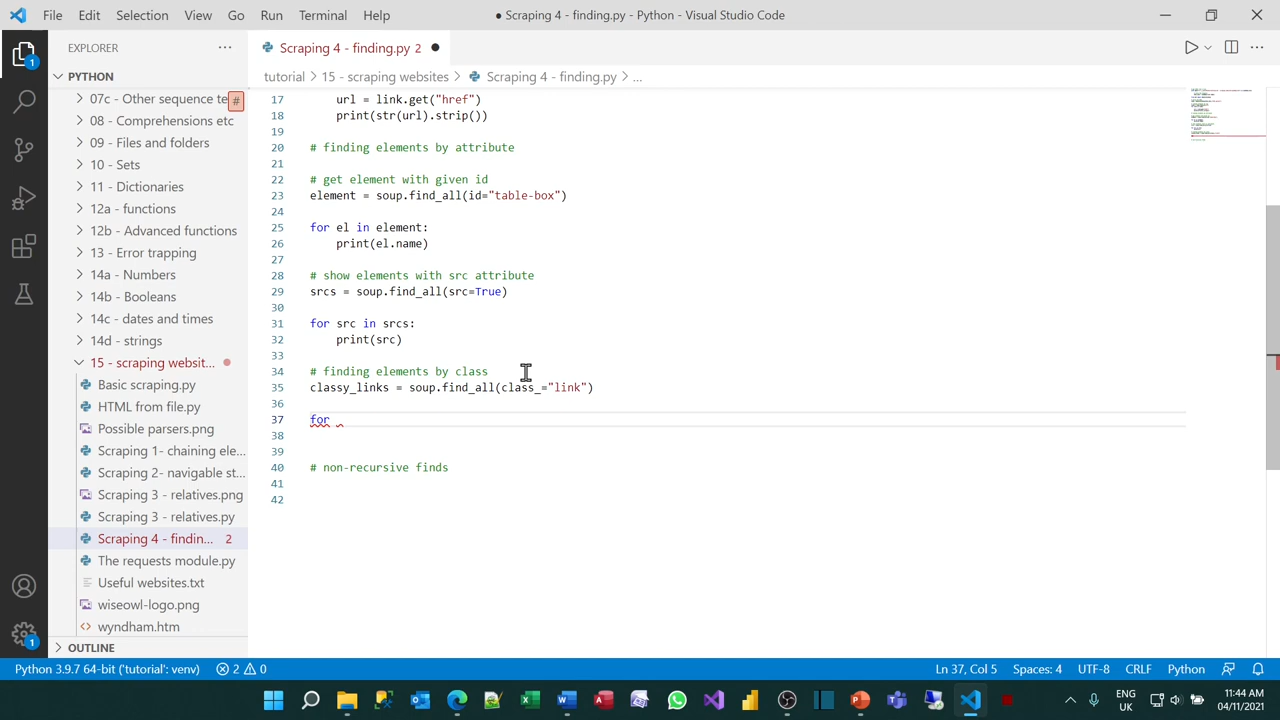 File Edit Selection View Go Run Terminal Help ● Scraping 4 - finding.py - Python - Visual Studio Code
EXPLORER ···
Scraping 4 - finding.py 2 ●
PYTHON
tutorial > 15 - scraping websites > Scraping 4 - finding.py > ...
07c - Other sequence te #
08 - Comprehensions etc
09 - Files and folders
10 - Sets
11 - Dictionaries
12a - functions
12b - Advanced functions
13 - Error trapping
14a - Numbers
14b - Booleans
14c - dates and times
14d - strings
15 - scraping websit...
Basic scraping.py
HTML from file.py
Possible parsers.png
Scraping 1- chaining ele...
Scraping 2- navigable st...
Scraping 3 - relatives.png
Scraping 3 - relatives.py
Scraping 4 - findin... 2
The requests module.py
Useful websites.txt
wiseowl-logo.png
wyndham.htm
OUTLINE
17 url = link.get("href")
18 print(str(url).strip())
19
20 # finding elements by attribute
21
22 # get element with given id
23 element = soup.find_all(id="table-box")
24
25 for el in element:
26 print(el.name)
27
28 # show elements with src attribute
29 srcs = soup.find_all(src=True)
30
31 for src in srcs:
32 print(src)
33
34 # finding elements by class
35 classy_links = soup.find_all(class_="link")
36
37 for
38
39
40 # non-recursive finds
41
42
1
1
Python 3.9.7 64-bit ('tutorial': venv) 2 0 Ln 37, Col 5 Spaces: 4 UTF-8 CRLF Python
ENG
UK
11:44 AM
04/11/2021